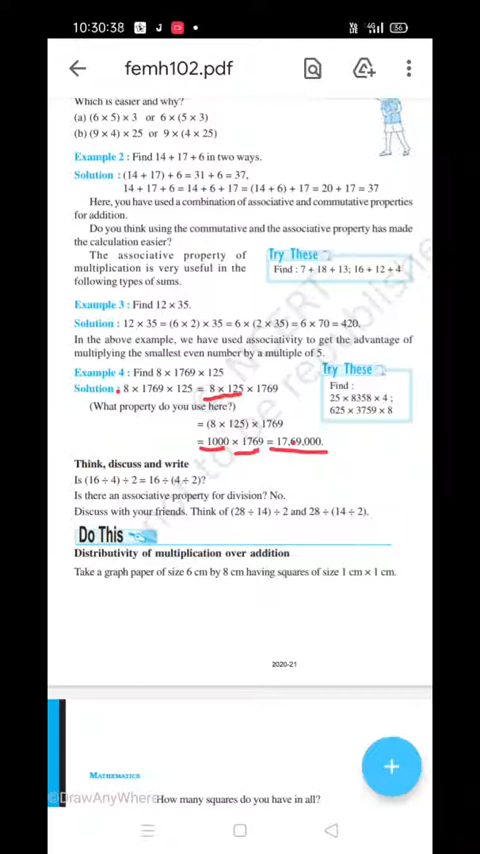 10:30:38
36
femh102.pdf
Which is easier and why?
(a) (6 × 5) × 3 or 6 × (5 × 3)
(b) (9 × 4) × 25 or 9 × (4 × 25)
Example 2 : Find 14 + 17 + 6 in two ways.
Solution : (14 + 17) + 6 = 31 + 6 = 37,
14 + 17 + 6 = 14 + 6 + 17 = (14 + 6) + 17 = 20 + 17 = 37
Here, you have used a combination of associative and commutative properties
for addition.
Do you think using the commutative and the associative property has made
the calculation easier?
The associative property of
multiplication is very useful in the
following types of sums.
Try These
Find : 7 + 18 + 13; 16 + 12 + 4
Example 3 : Find 12 × 35.
Solution : 12 × 35 = (6 × 2) × 35 = 6 × (2 × 35) = 6 × 70 = 420.
In the above example, we have used associativity to get the advantage of
multiplying the smallest even number by a multiple of 5.
Example 4 : Find 8 × 1769 × 125
Solution : 8 × 1769 × 125 = 8 × 125 × 1769
(What property do you use here?)
= (8 × 125) × 1769
= 1000 × 1769 = 17,69,000.
Try These
Find :
25 × 8358 × 4 ;
625 × 3759 × 8
Think, discuss and write
Is (16 ÷ 4) ÷ 2 = 16 ÷ (4 ÷ 2)?
Is there an associative property for division? No.
Discuss with your friends. Think of (28 ÷ 14) ÷ 2 and 28 ÷ (14 ÷ 2).
Do This
Distributivity of multiplication over addition
Take a graph paper of size 6 cm by 8 cm having squares of size 1 cm × 1 cm.
2020-21
MATHEMATICS
©DrawAnyWhere
How many squares do you have in all?